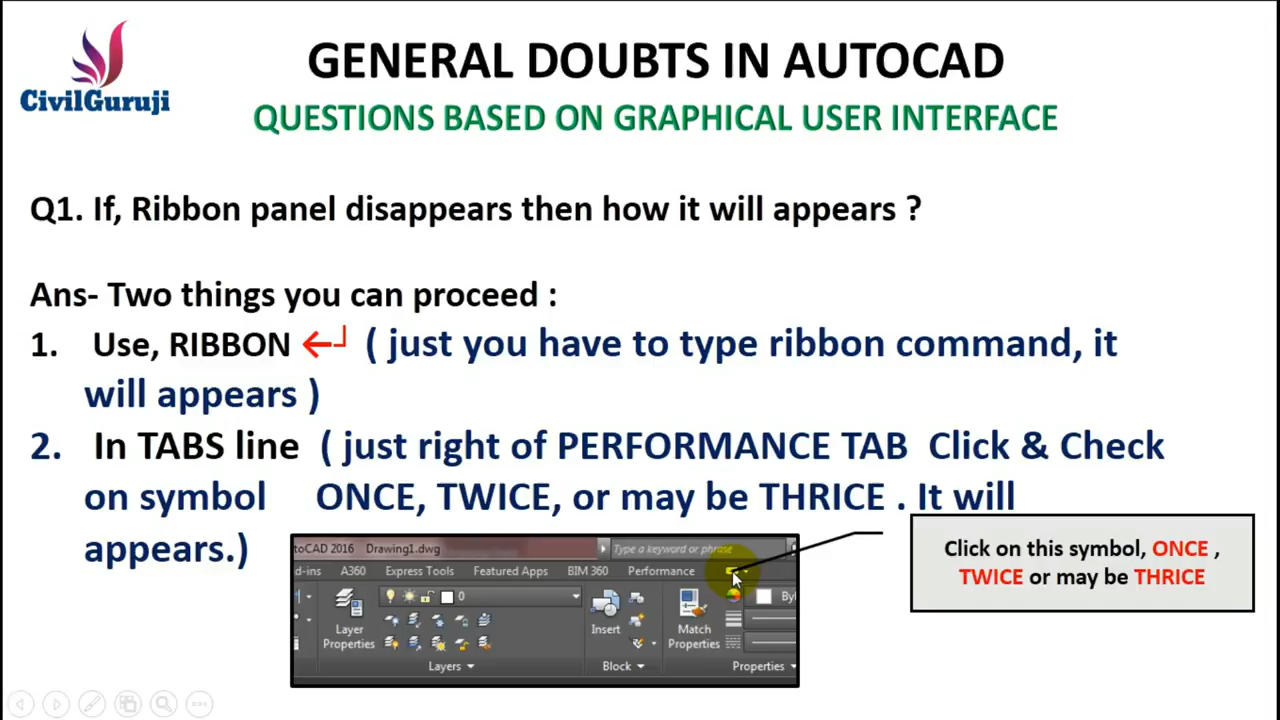 CivilGuruji
GENERAL DOUBTS IN AUTOCAD
QUESTIONS BASED ON GRAPHICAL USER INTERFACE
Q1. If, Ribbon panel disappears then how it will appears ?
Ans- Two things you can proceed :
1. Use, RIBBON ←┘ ( just you have to type ribbon command, it
will appears )
2. In TABS line ( just right of PERFORMANCE TAB Click & Check
on symbol ONCE, TWICE, or may be THRICE . It will
appears.)
toCAD 2016 Drawing1.dwg Type a keyword or phrase
d-ins A360 Express Tools Featured Apps BIM 360 Performance
0 By
Layer
Properties
Insert
Match
Properties
Layers Block Properties
Click on this symbol, ONCE ,
TWICE or may be THRICE